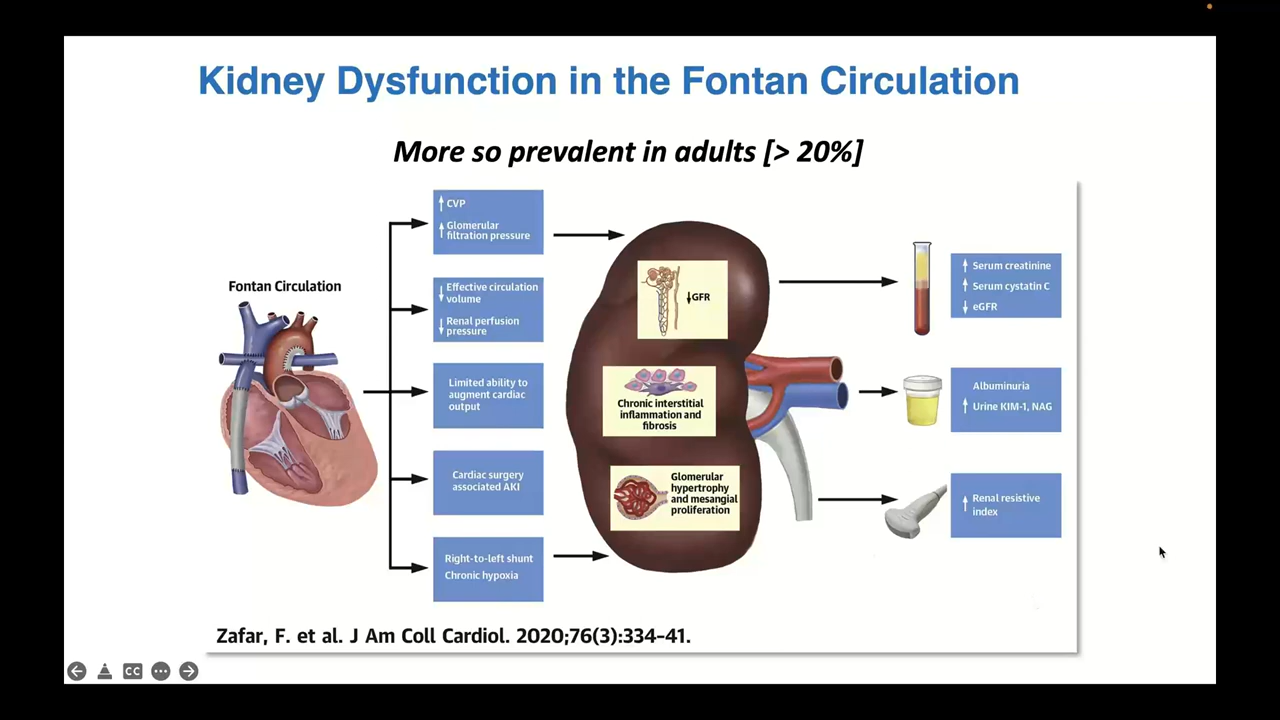 Kidney Dysfunction in the Fontan Circulation
More so prevalent in adults [> 20%]
Fontan Circulation
↑ CVP
↑ Glomerular
filtration pressure
↓ Effective circulation
volume
↓ Renal perfusion
pressure
Limited ability to
augment cardiac
output
Cardiac surgery
associated AKI
Right-to-left shunt
Chronic hypoxia
↓GFR
Chronic interstitial
inflammation and
fibrosis
Glomerular
hypertrophy
and mesangial
proliferation
↑ Serum creatinine
↑ Serum cystatin C
↓ eGFR
Albuminuria
↑ Urine KIM-1, NAG
↑ Renal resistive
index
Zafar, F. et al. J Am Coll Cardiol. 2020;76(3):334–41.
CC